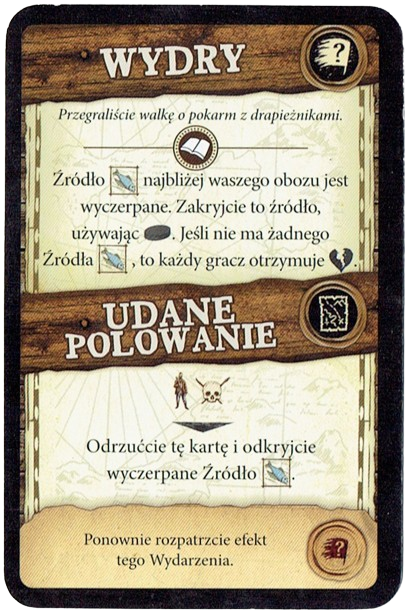 WYDRY
?
Przegraliście walkę o pokarm z drapieżnikami.
Źródło najbliżej waszego obozu jest
wyczerpane. Zakryjcie to źródło,
używając . Jeśli nie ma żadnego
Źródła , to każdy gracz otrzymuje .
UDANE
POLOWANIE
Odrzućcie tę kartę i odkryjcie
wyczerpane Źródło .
Ponownie rozpatrzcie efekt
tego Wydarzenia.
?